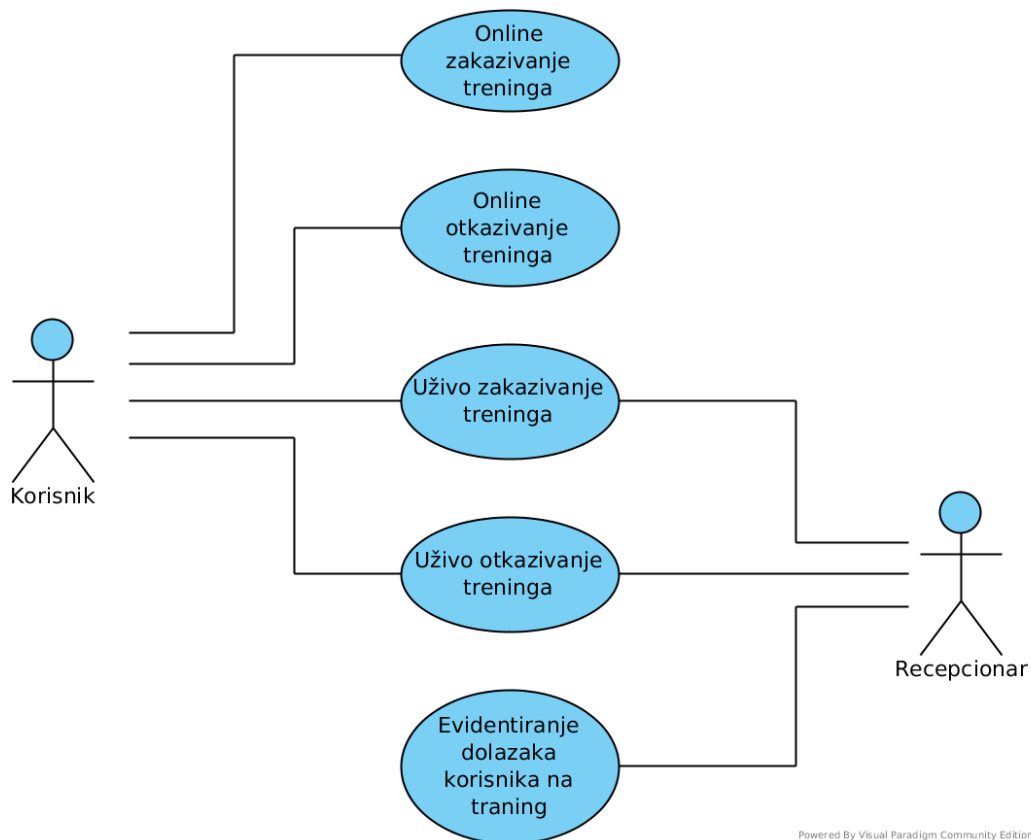 Online
zakazivanje
treninga
Online
otkazivanje
treninga
Uživo zakazivanje
treninga
Korisnik
Uživo otkazivanje
treninga
Recepcionar
Evidentiranje
dolazaka
korisnika na
traning
Powered By Visual Paradigm Community Edition